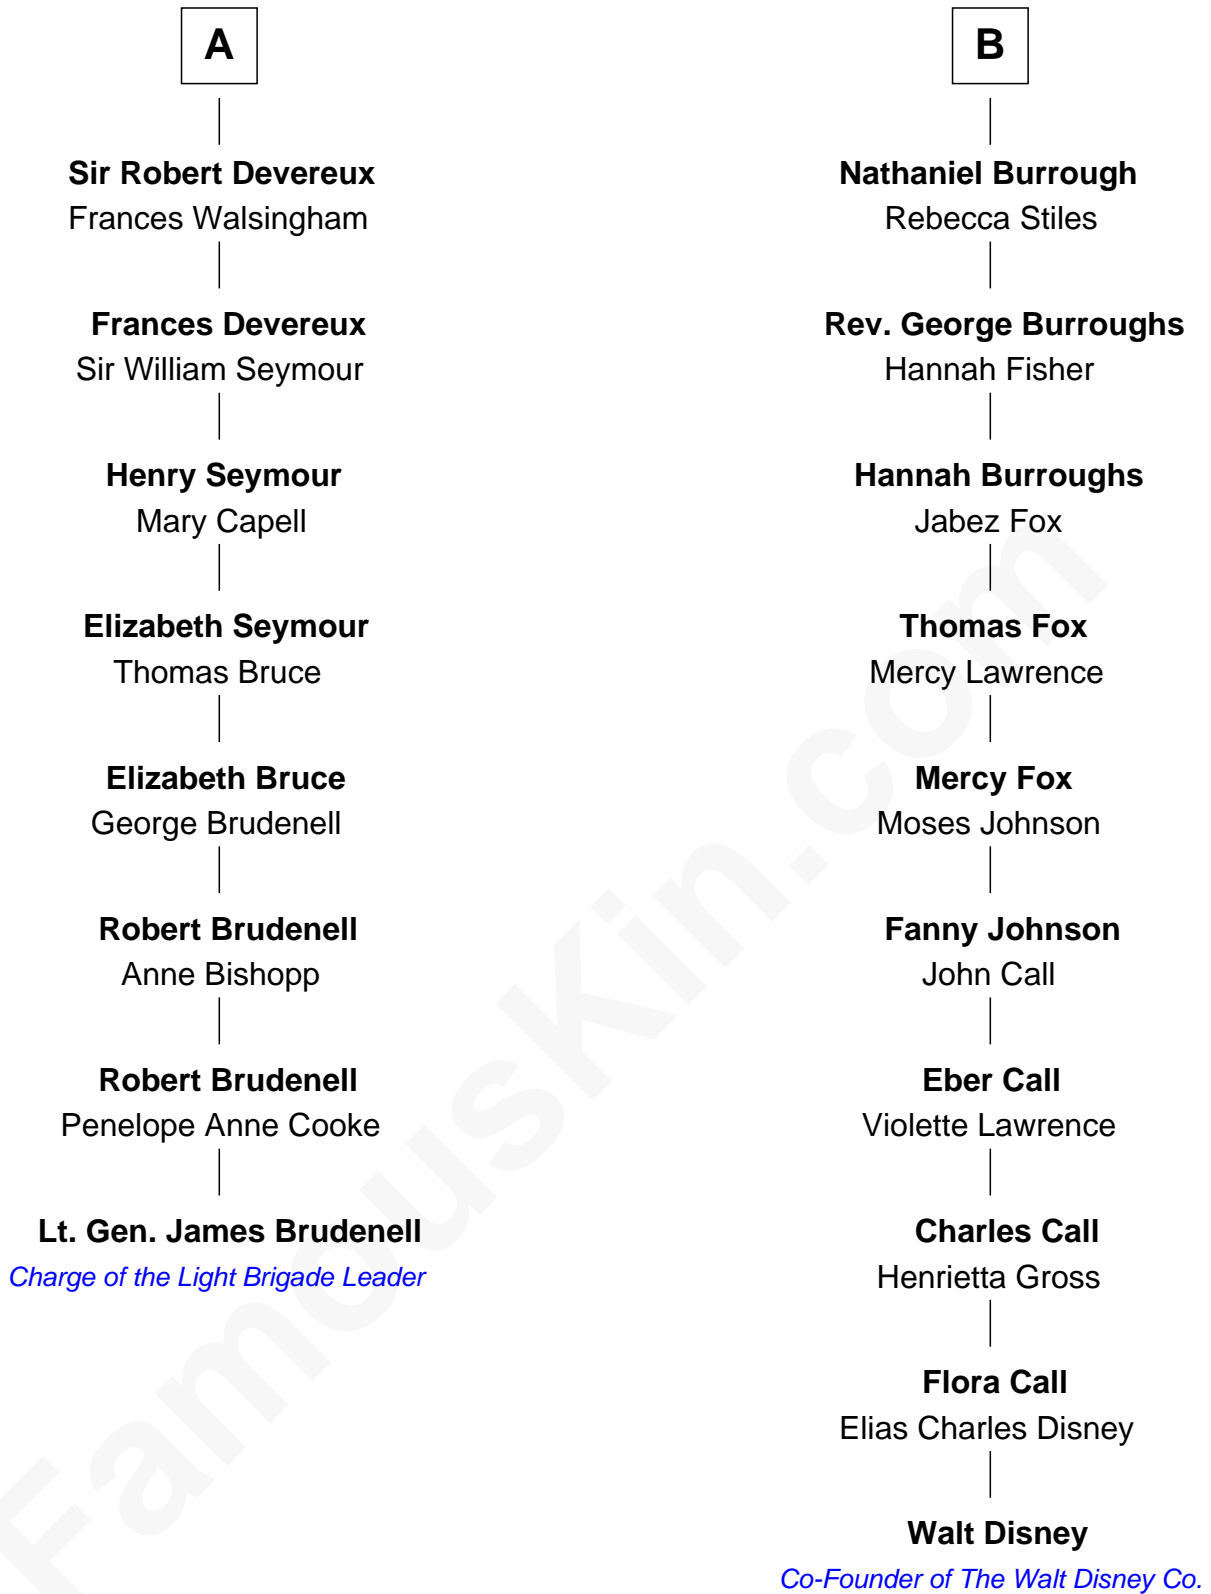 A
Sir Robert Devereux
Frances Walsingham
Frances Devereux
Sir William Seymour
Henry Seymour
Mary Capell
Elizabeth Seymour
Thomas Bruce
Elizabeth Bruce
George Brudenell
Robert Brudenell
Anne Bishopp
Robert Brudenell
Penelope Anne Cooke
Lt. Gen. James Brudenell
Charge of the Light Brigade Leader
B
Nathaniel Burrough
Rebecca Stiles
Rev. George Burroughs
Hannah Fisher
Hannah Burroughs
Jabez Fox
Thomas Fox
Mercy Lawrence
Mercy Fox
Moses Johnson
Fanny Johnson
John Call
Eber Call
Violette Lawrence
Charles Call
Henrietta Gross
Flora Call
Elias Charles Disney
Walt Disney
Co-Founder of The Walt Disney Co.
FamousKin.com